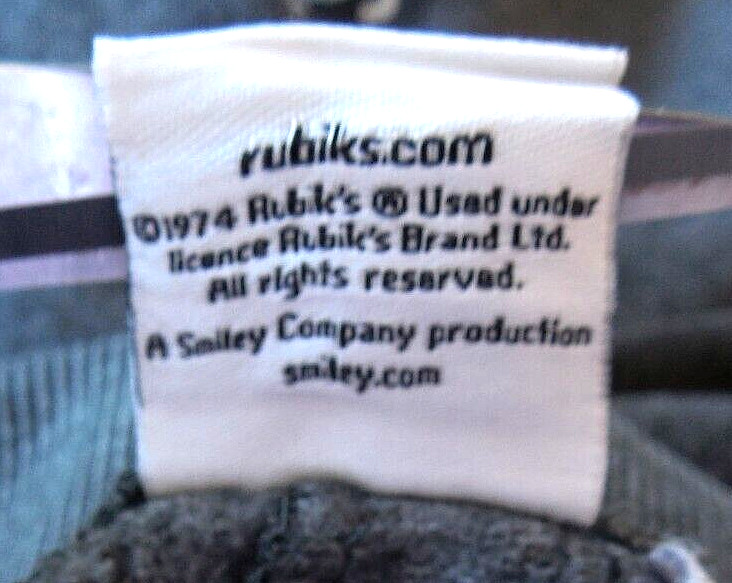 rubiks.com
©1974 Rubik's ® Used under
licence Rubik's Brand Ltd.
All rights reserved.
A Smiley Company production
smiley.com